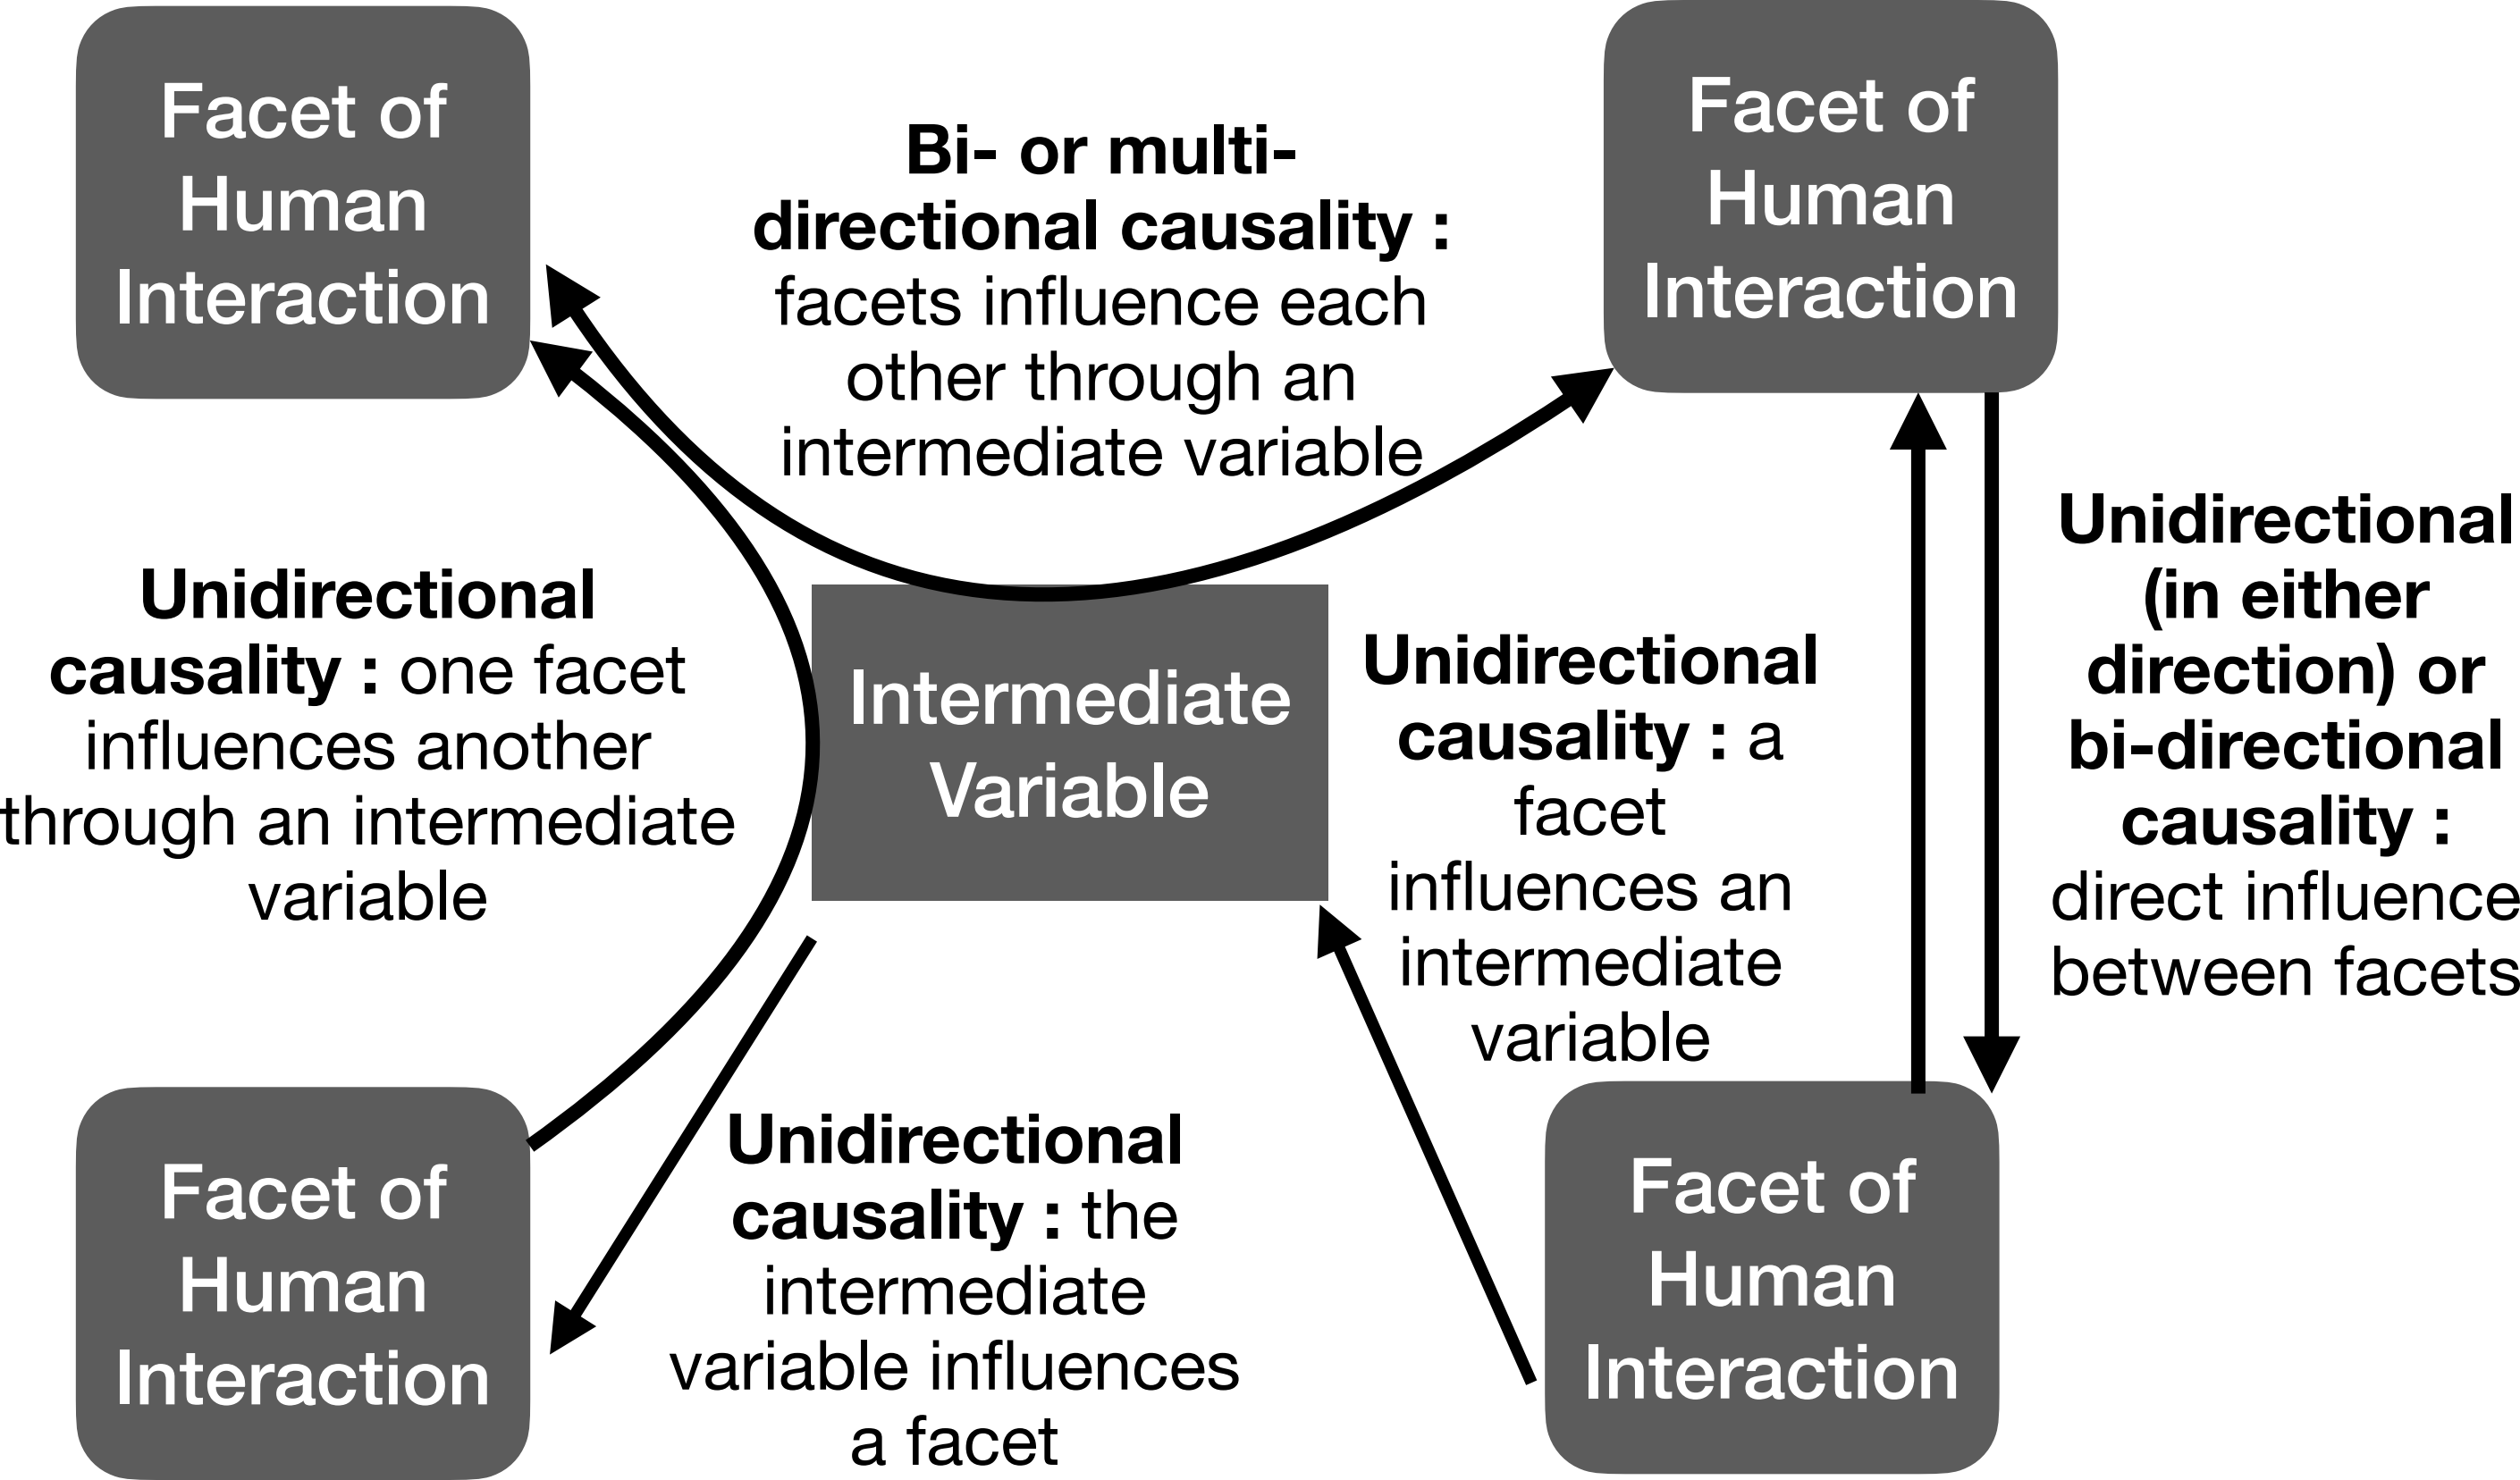 Facet of
Human
Interaction
Bi- or multi-
directional causality :
facets influence each
other through an
intermediate variable
Facet of
Human
Interaction
Unidirectional
causality : one facet
influences another
through an intermediate
variable
Intermediate
Variable
Unidirectional
causality : a
facet
influences an
intermediate
variable
Unidirectional
(in either
direction) or
bi-directional
causality :
direct influence
between facets
Facet of
Human
Interaction
Unidirectional
causality : the
intermediate
variable influences
a facet
Facet of
Human
Interaction